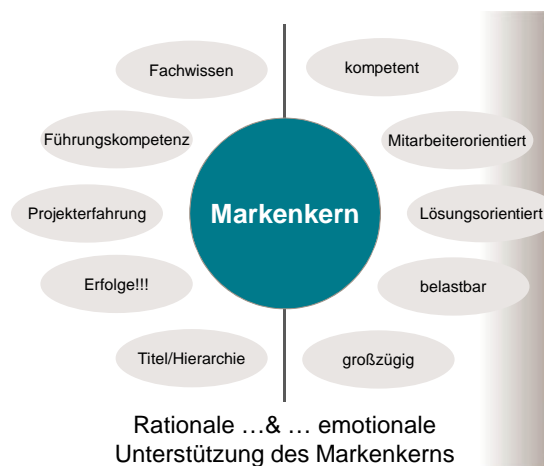 Fachwissen
kompetent
Führungskompetenz
Mitarbeiterorientiert
Projekterfahrung
Markenkern
Lösungsorientiert
Erfolge!!!
belastbar
Titel/Hierarchie
großzügig
Rationale …& … emotionale
Unterstützung des Markenkerns